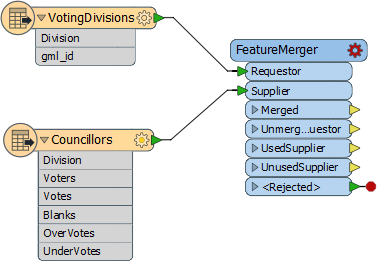 VotingDivisions
Division
gml_id
FeatureMerger
Requestor
Supplier
Merged
Unmerg...uestor
UsedSupplier
UnusedSupplier
<Rejected>
Councillors
Division
Voters
Votes
Blanks
OverVotes
UnderVotes